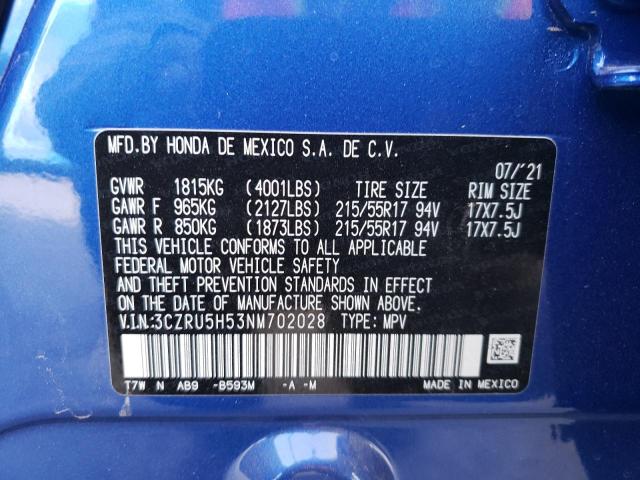 MFD.BY HONDA DE MEXICO S.A. DE C.V.
07/'21
GVWR 1815KG (4001LBS) TIRE SIZE RIM SIZE
GAWR F 965KG (2127LBS) 215/55R17 94V 17X7.5J
GAWR R 850KG (1873LBS) 215/55R17 94V 17X7.5J
THIS VEHICLE CONFORMS TO ALL APPLICABLE
FEDERAL MOTOR VEHICLE SAFETY
AND THEFT PREVENTION STANDARDS IN EFFECT
ON THE DATE OF MANUFACTURE SHOWN ABOVE.
V.I.N.:3CZRU5H53NM702028 TYPE: MPV
T7W N AB9 -B593M -A -M MADE IN MEXICO